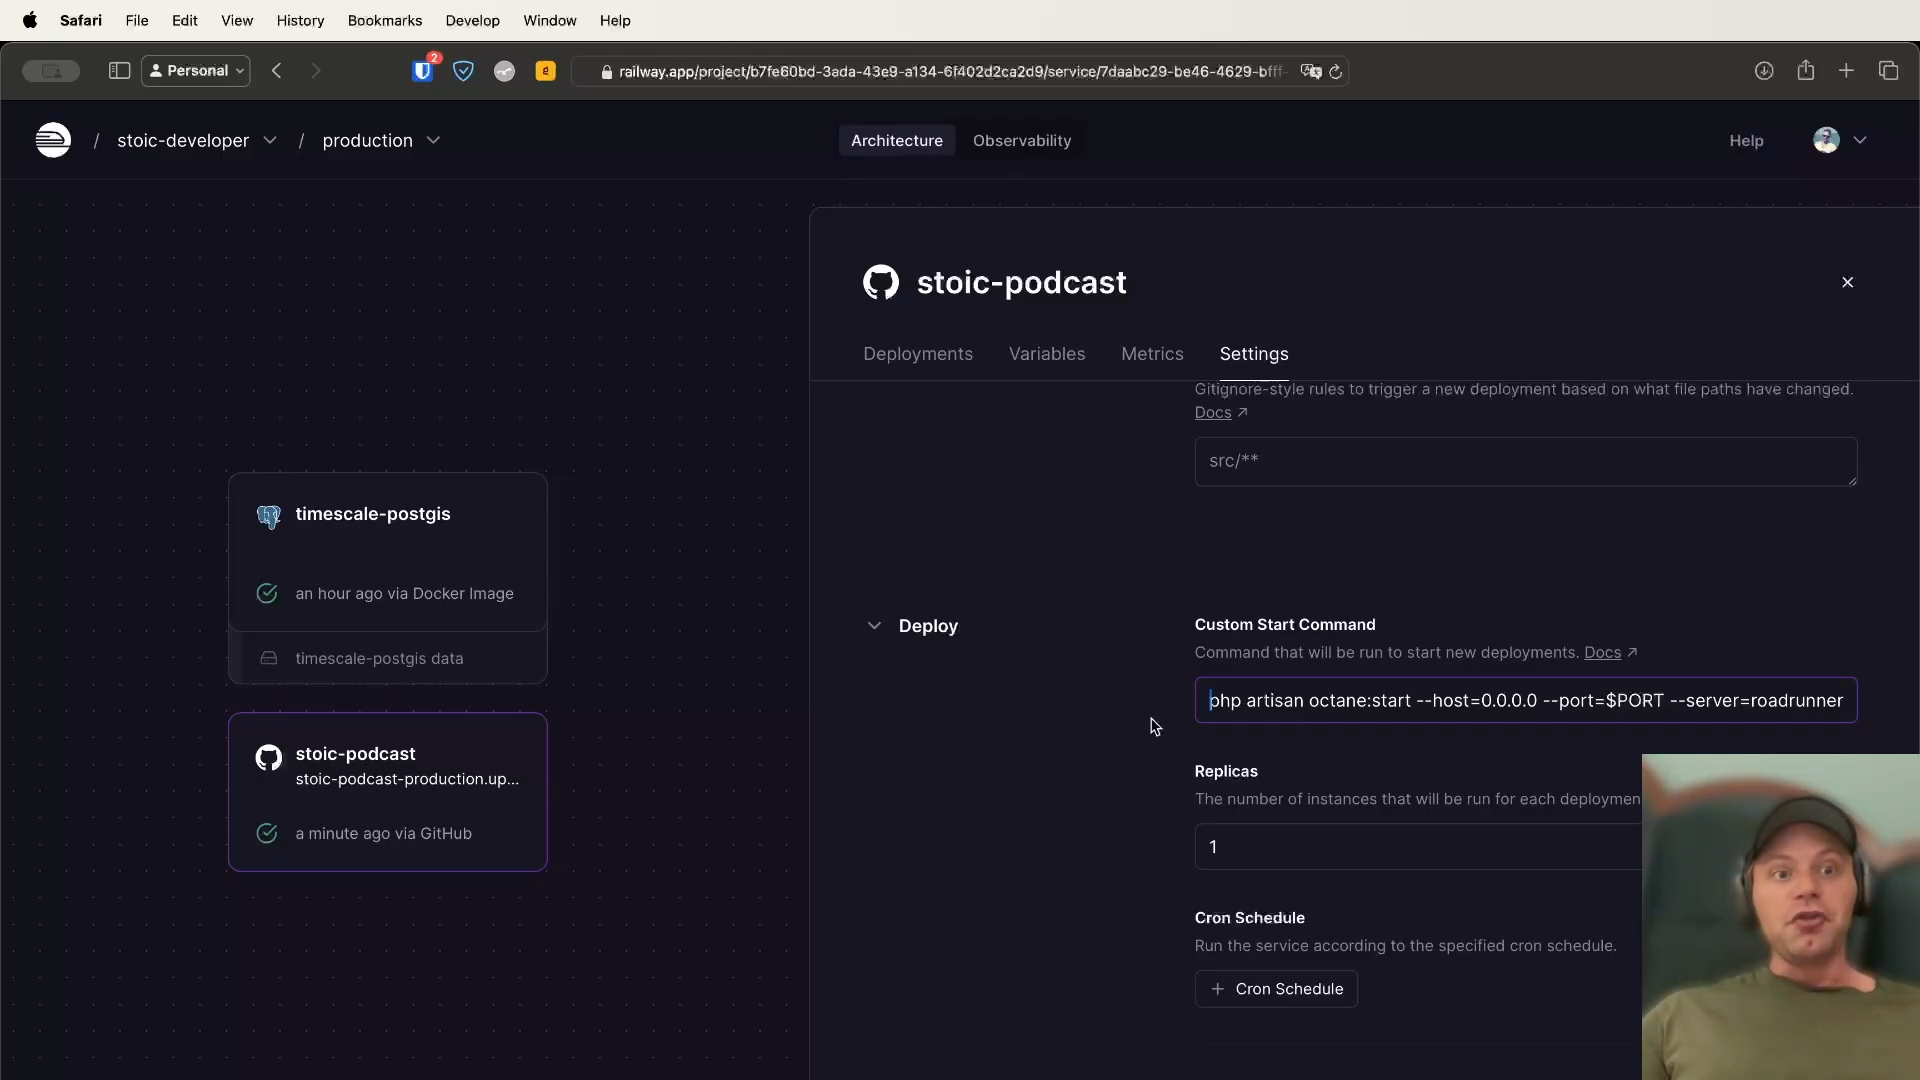 Safari File Edit View History Bookmarks Develop Window Help
2
Personal
railway.app/project/b7fe60bd-3ada-43e9-a134-6f402d2ca2d9/service/7daabc29-be46-4629-bfff-
/ stoic-developer / production
Architecture Observability
Help
stoic-podcast
Deployments Variables Metrics Settings
Gitignore-style rules to trigger a new deployment based on what file paths have changed.
Docs ↗
src/**
timescale-postgis
an hour ago via Docker Image
timescale-postgis data
stoic-podcast
stoic-podcast-production.up...
a minute ago via GitHub
Deploy
Custom Start Command
Command that will be run to start new deployments. Docs ↗
php artisan octane:start --host=0.0.0.0 --port=$PORT --server=roadrunner
Replicas
The number of instances that will be run for each deploymen
1
Cron Schedule
Run the service according to the specified cron schedule.
+ Cron Schedule